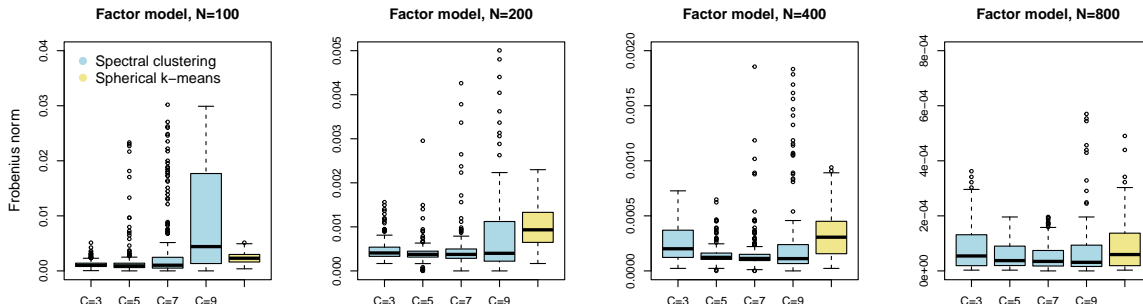 Factor model, N=100
Factor model, N=200
Factor model, N=400
Factor model, N=800
Frobenius norm
0.00
0.01
0.02
0.03
0.04
Spectral clustering
Spherical k−means
C=3 C=5 C=7 C=9
0.000
0.001
0.002
0.003
0.004
0.005
C=3 C=5 C=7 C=9
0.0000
0.0005
0.0010
0.0015
0.0020
C=3 C=5 C=7 C=9
0e+00
2e−04
4e−04
6e−04
8e−04
C=3 C=5 C=7 C=9